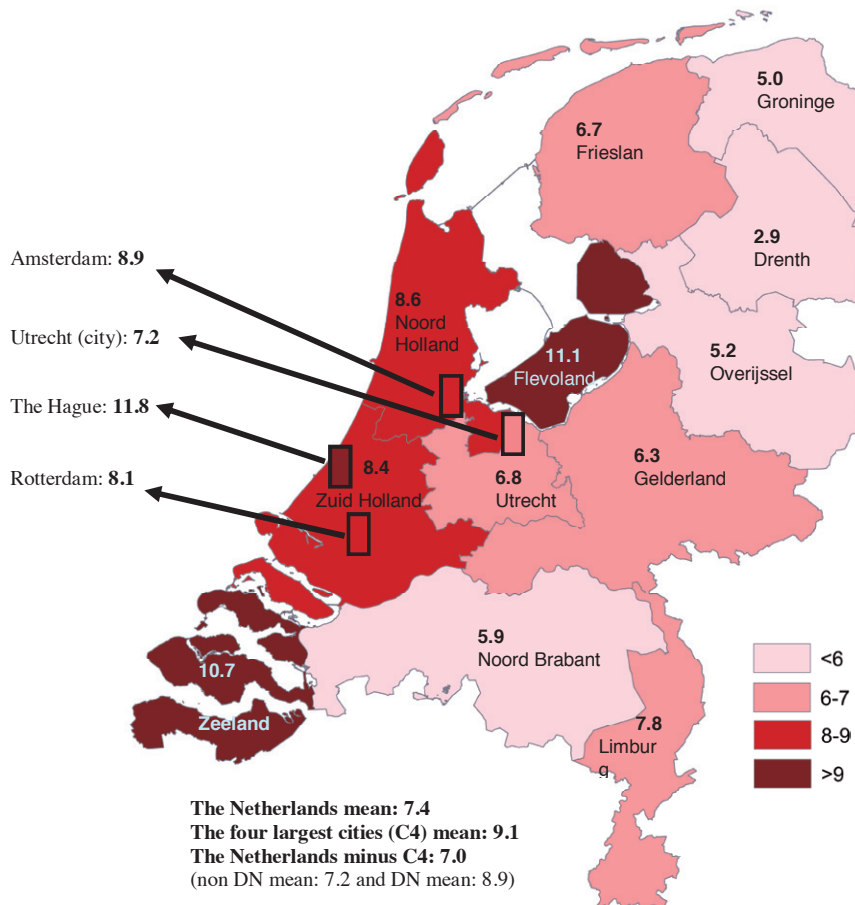 5.0
Groninge
6.7
Frieslan
2.9
Drenth
Amsterdam: 8.9
8.6
Noord
Holland
Utrecht (city): 7.2
11.1
Flevoland
5.2
Overijssel
The Hague: 11.8
8.4
Zuid Holland
6.8
Utrecht
6.3
Gelderland
Rotterdam: 8.1
5.9
Noord Brabant
10.7
Zeeland
7.8
Limbur
g
<6
6-7
8-9
>9
The Netherlands mean: 7.4
The four largest cities (C4) mean: 9.1
The Netherlands minus C4: 7.0
(non DN mean: 7.2 and DN mean: 8.9)